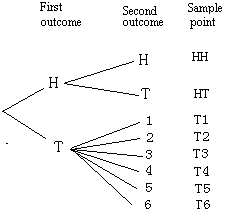 First outcome Second outcome Sample point
H HH
H
T HT
1 T1
2 T2
T 3 T3
4 T4
5 T5
6 T6